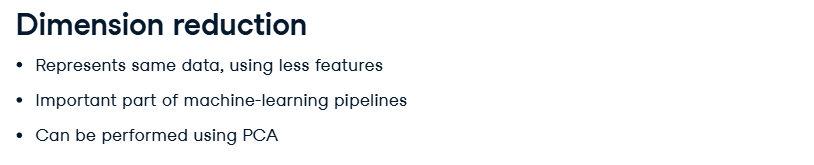 Dimension reduction
• Represents same data, using less features
• Important part of machine-learning pipelines
• Can be performed using PCA